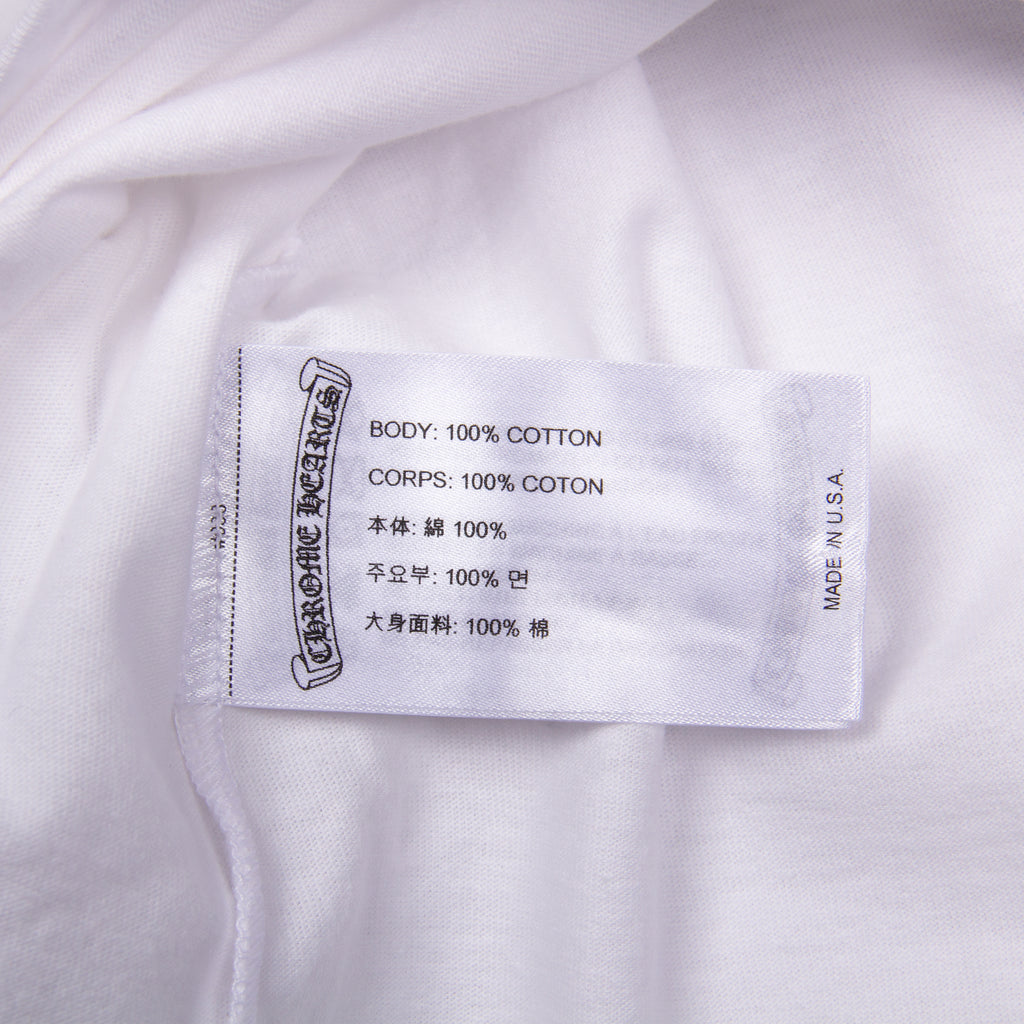 CHROME HEARTS
BODY: 100% COTTON
CORPS: 100% COTON
本体: 綿 100%
주요부: 100% 면
大身面料: 100% 棉
MADE IN U.S.A.